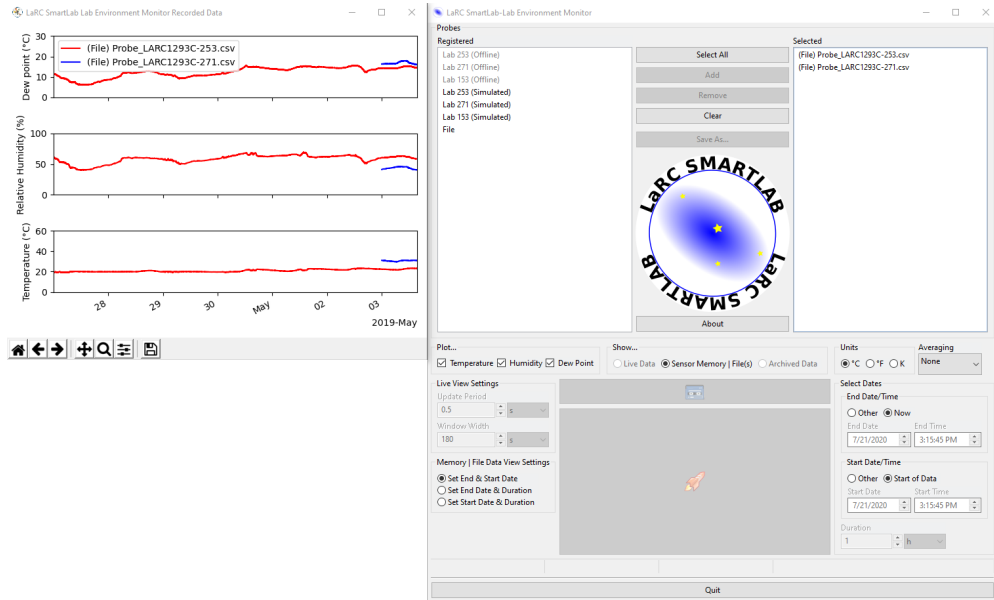 LaRC SmartLab Lab Environment Monitor Recorded Data
30
20
10
0
Dew point (°C)
(File) Probe_LARC1293C-253.csv
(File) Probe_LARC1293C-271.csv
100
50
0
Relative Humidity (%)
60
40
20
0
Temperature (°C)
28
29
30
May
02
03
2019-May
LaRC SmartLab-Lab Environment Monitor
Probes
Registered
Lab 253 (Offline)
Lab 271 (Offline)
Lab 153 (Offline)
Lab 253 (Simulated)
Lab 271 (Simulated)
Lab 153 (Simulated)
File
Select All
Add
Remove
Clear
Save As...
LaRC SMARTLAB
LaRC SMARTLAB
About
Selected
(File) Probe_LARC1293C-253.csv
(File) Probe_LARC1293C-271.csv
Plot...
Temperature Humidity Dew Point
Show...
Live Data Sensor Memory | File(s) Archived Data
Units
°C °F K
Averaging
None
Live View Settings
Update Period
0.5 s
Window Width
180 s
Memory | File Data View Settings
Set End & Start Date
Set End Date & Duration
Set Start Date & Duration
Select Dates
End Date/Time
Other Now
End Date End Time
7/21/2020 3:15:45 PM
Start Date/Time
Other Start of Data
Start Date Start Time
7/21/2020 3:15:45 PM
Duration
1 h
Quit